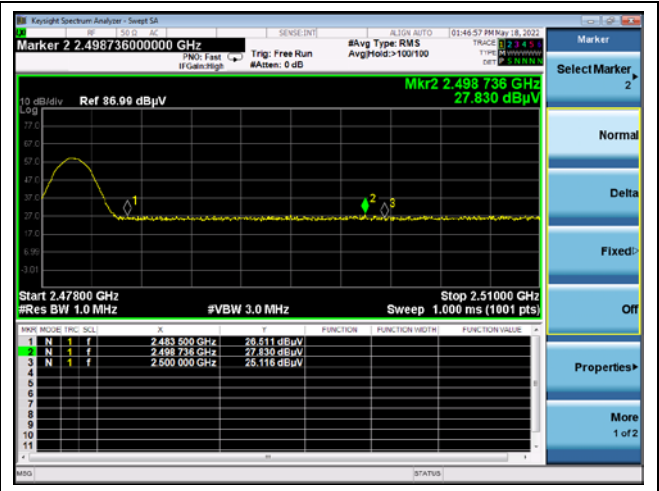 Keysight Spectrum Analyzer - Swept SA
RF 50 Ω AC SENSE:INT ALIGN AUTO 01:46:57 PM May 18, 2022
Marker 2 2.498736000000 GHz
PNO: Fast
IFGain:High
Trig: Free Run
#Atten: 0 dB
#Avg Type: RMS
Avg|Hold:>100/100
TRACE 1 2 3 4 5 6
TYPE M WWWWW
DET P S N N N N
Mkr2 2.498 736 GHz
27.830 dBµV
10 dB/div Ref 86.99 dBµV
Log
77.0
67.0
57.0
47.0
37.0
27.0
17.0
6.99
-3.01
1
2
3
Start 2.47800 GHz
Stop 2.51000 GHz
#Res BW 1.0 MHz
#VBW 3.0 MHz
Sweep 1.000 ms (1001 pts)
MKR MODE TRC SCL X Y FUNCTION FUNCTION WIDTH FUNCTION VALUE
1 N 1 f 2.483 500 GHz 26.511 dBµV
2 N 1 f 2.498 736 GHz 27.830 dBµV
3 N 1 f 2.500 000 GHz 25.116 dBµV
4
5
6
7
8
9
10
11
MSG
STATUS
Marker
Select Marker
2
Normal
Delta
Fixed
Off
Properties
More
1 of 2